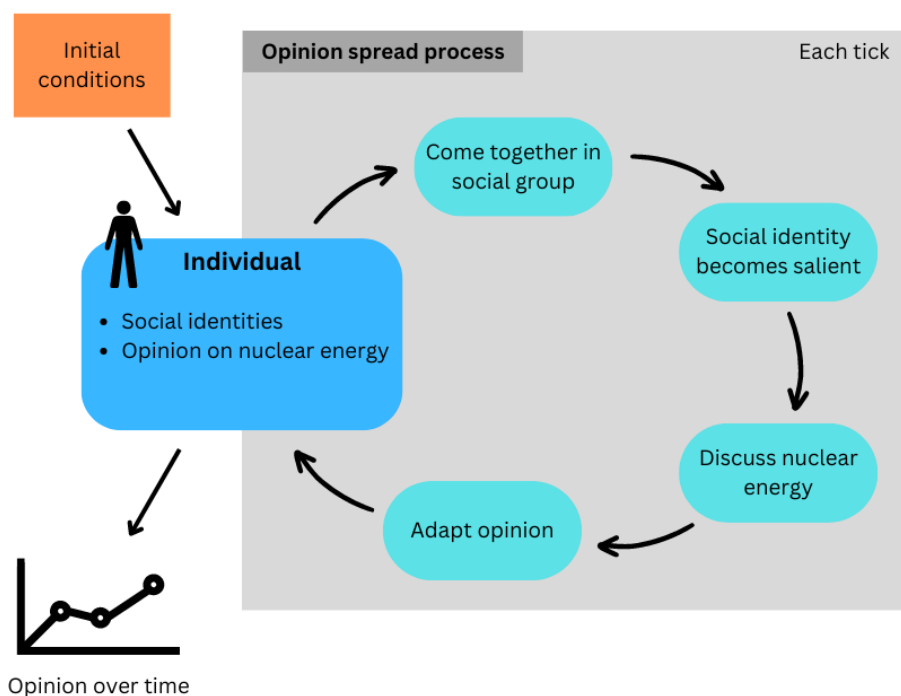 Initial
conditions
Opinion spread process
Each tick
Come together in
social group
Social identity
becomes salient
Individual
• Social identities
• Opinion on nuclear energy
Discuss nuclear
energy
Adapt opinion
Opinion over time